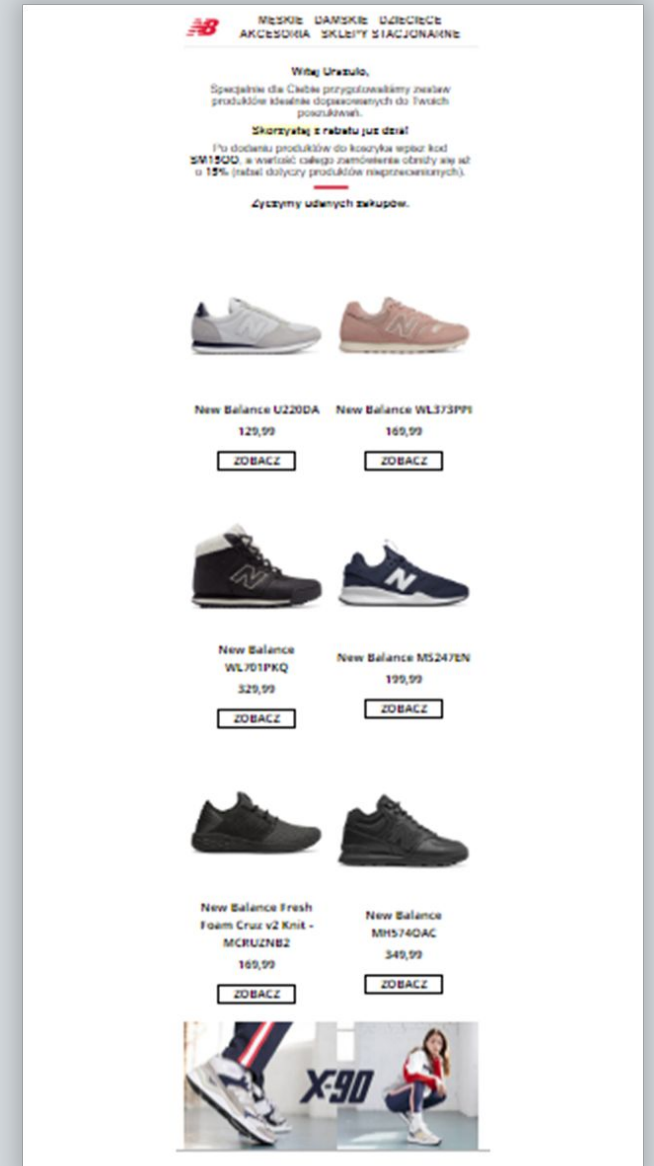 NB
MĘSKIE DAMSKIE DZIECIĘCE
AKCESORIA SKLEPY STACJONARNE
Witaj Urszulo,
Specjalnie dla Ciebie przygotowaliśmy zestaw
produktów idealnie dopasowanych do Twoich
poszukiwań.
Skorzystaj z rabatu już dziś!
Po dodaniu produktów do koszyka wpisz kod
, a wartość całego zamówienia obniży się aż
o 15% (rabat dotyczy produktów nieprzecenionych).
Życzymy udanych zakupów.
New Balance U220DA New Balance WL373PPI
129,99 169,99
ZOBACZ ZOBACZ
New Balance
WL701PKQ
329,99
ZOBACZ
New Balance MS247EN
199,99
ZOBACZ
New Balance Fresh
Foam Cruz v2 Knit -
MCRUZNB2
169,99
ZOBACZ
New Balance
MH574OAC
349,99
ZOBACZ
X-90